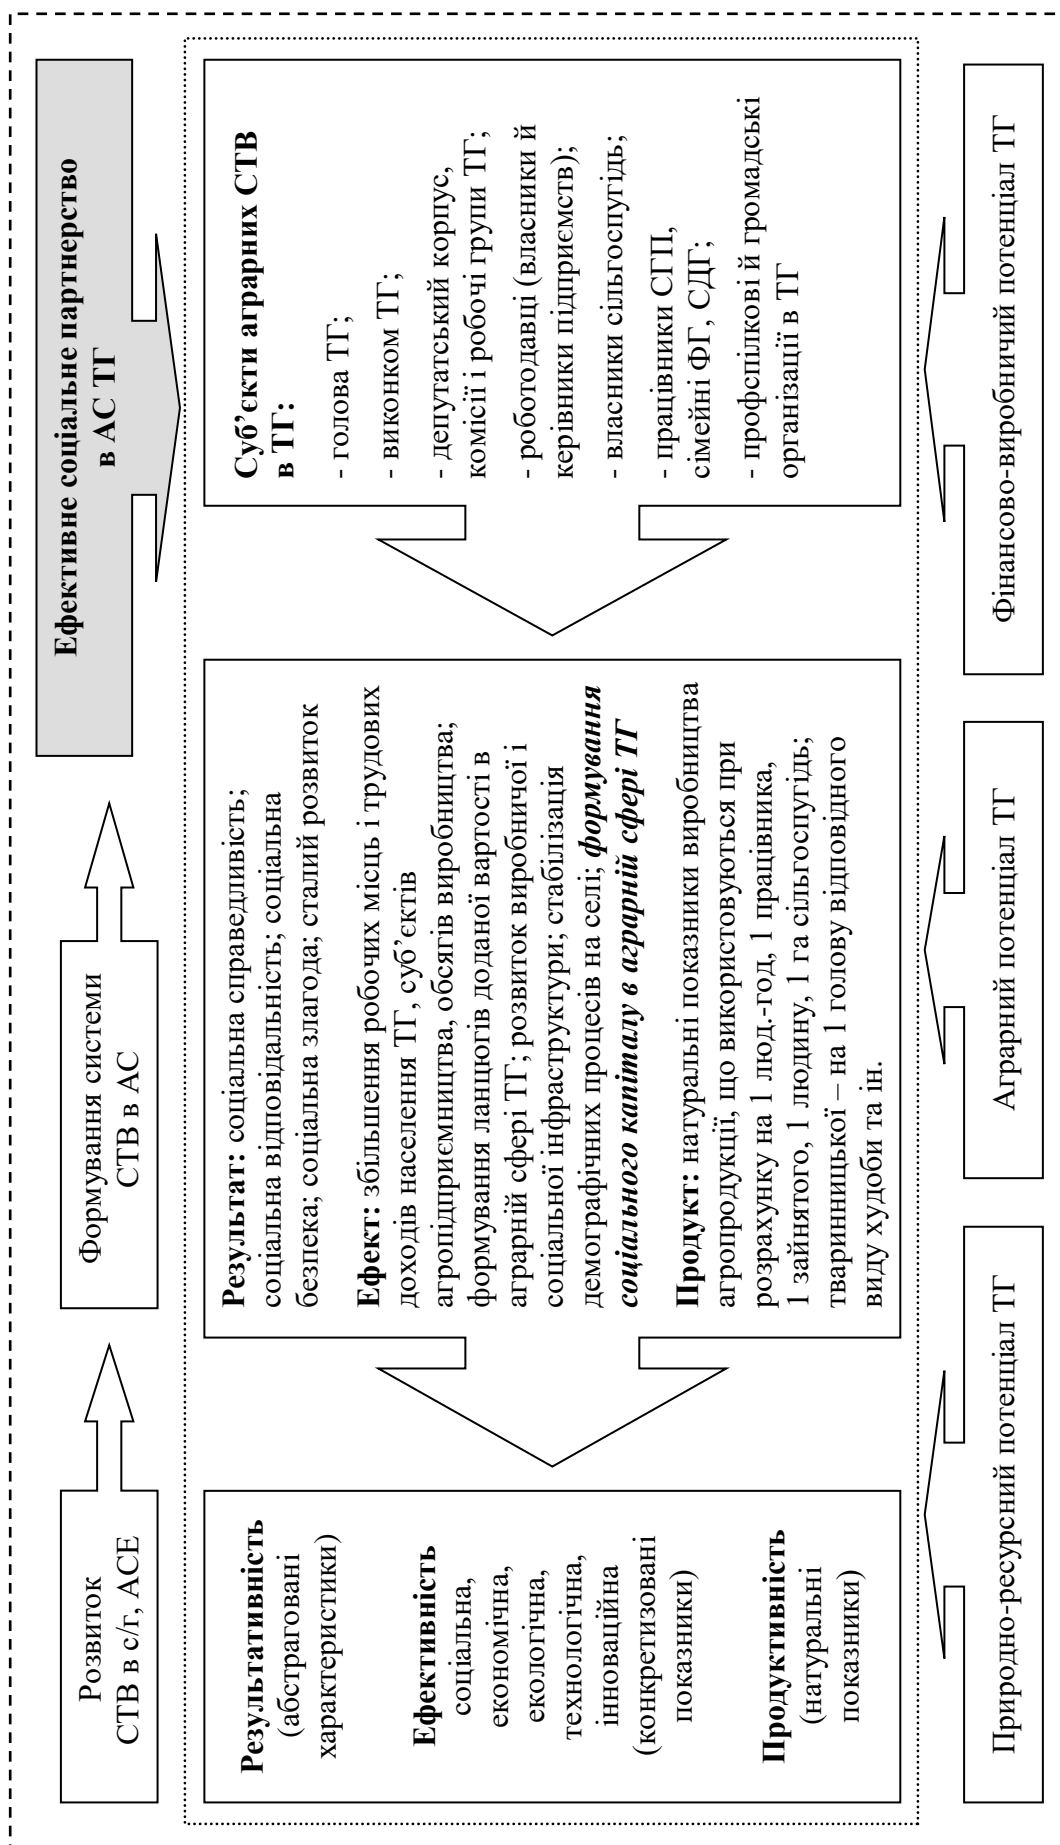 Розвиток
СТВ в с/г, АСЕ
Формування системи
СТВ в АС
Ефективне соціальне партнерство
в АС ТГ
Результативність
(абстраговані
характеристики)
Ефективність
соціальна,
економічна,
екологічна,
технологічна,
інноваційна
(конкретизовані
показники)
Продуктивність
(натуральні
показники)
Результат: соціальна справедливість;
соціальна відповідальність; соціальна
безпека; соціальна злагода; сталий розвиток
Ефект: збільшення робочих місць і трудових
доходів населення ТГ, суб’єктів
агропідприємництва, обсягів виробництва;
формування ланцюгів доданої вартості в
аграрній сфері ТГ; розвиток виробничої і
соціальної інфраструктури; стабілізація
демографічних процесів на селі; формування
соціального капіталу в аграрній сфері ТГ
Продукт: натуральні показники виробництва
агропродукції, що використовуються при
розрахунку на 1 люд.-год, 1 працівника,
1 зайнятого, 1 людину, 1 га сільгоспугідь;
тваринницької – на 1 голову відповідного
виду худоби та ін.
Суб’єкти аграрних СТВ
в ТГ:
- голова ТГ;
- виконком ТГ;
- депутатський корпус,
комісії і робочі групи ТГ;
- роботодавці (власники й
керівники підприємств);
- власники сільгоспугідь;
- працівники СГП,
сімейні ФГ, СДГ;
- профспілкові й громадські
організації в ТГ
Природно-ресурсний потенціал ТГ
Аграрний потенціал ТГ
Фінансово-виробничий потенціал ТГ